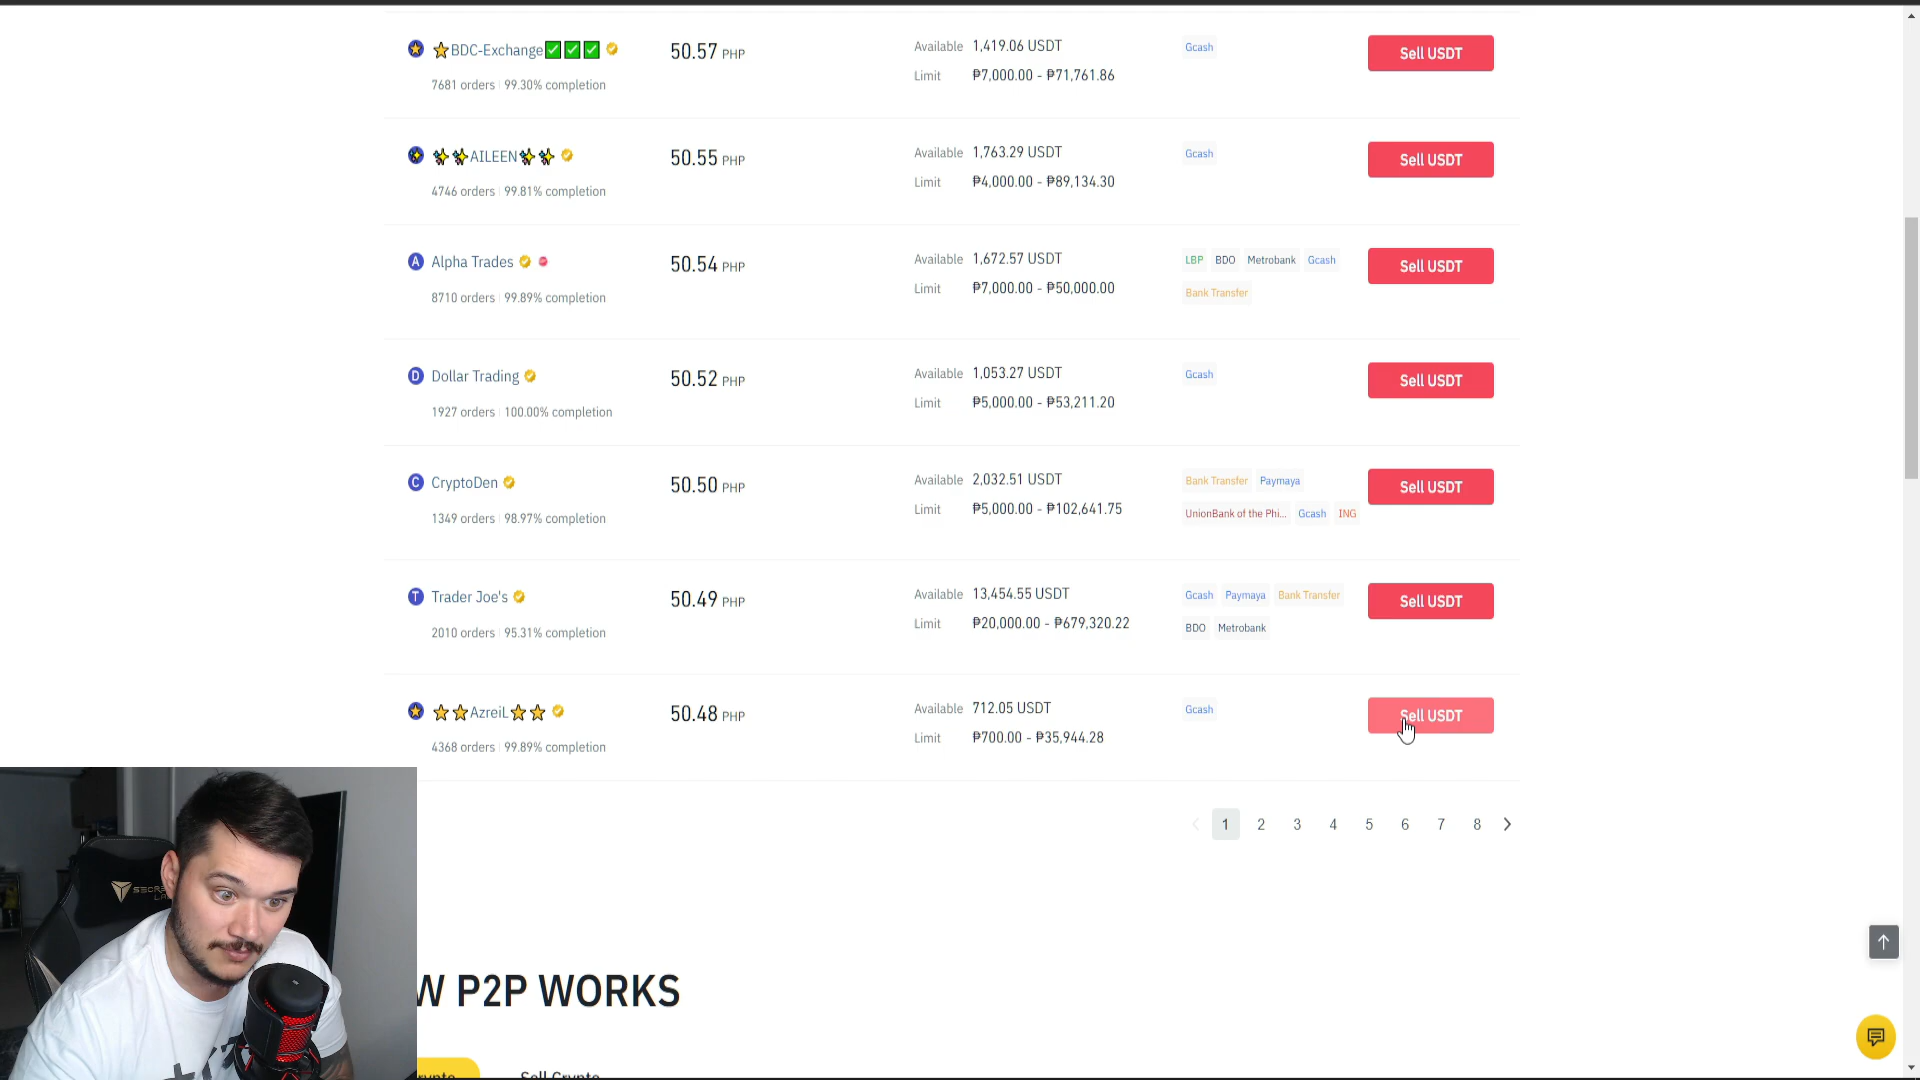 ⭐BDC-Exchange✅✅✅
7681 orders | 99.30% completion
50.57 PHP
Available 1,419.06 USDT
Limit ₱7,000.00 - ₱71,761.86
Gcash
Sell USDT
✨✨AILEEN✨✨
4746 orders | 99.81% completion
50.55 PHP
Available 1,763.29 USDT
Limit ₱4,000.00 - ₱89,134.30
Gcash
Sell USDT
A Alpha Trades
8710 orders | 99.89% completion
50.54 PHP
Available 1,672.57 USDT
Limit ₱7,000.00 - ₱50,000.00
LBP BDO Metrobank Gcash
Bank Transfer
Sell USDT
D Dollar Trading
1927 orders | 100.00% completion
50.52 PHP
Available 1,053.27 USDT
Limit ₱5,000.00 - ₱53,211.20
Gcash
Sell USDT
C CryptoDen
1349 orders | 98.97% completion
50.50 PHP
Available 2,032.51 USDT
Limit ₱5,000.00 - ₱102,641.75
Bank Transfer Paymaya
UnionBank of the Phi... Gcash ING
Sell USDT
T Trader Joe's
2010 orders | 95.31% completion
50.49 PHP
Available 13,454.55 USDT
Limit ₱20,000.00 - ₱679,320.22
Gcash Paymaya Bank Transfer
BDO Metrobank
Sell USDT
⭐⭐AzreiL⭐⭐
4368 orders | 99.89% completion
50.48 PHP
Available 712.05 USDT
Limit ₱700.00 - ₱35,944.28
Gcash
Sell USDT
1 2 3 4 5 6 7 8
W P2P WORKS
Sell Crypto